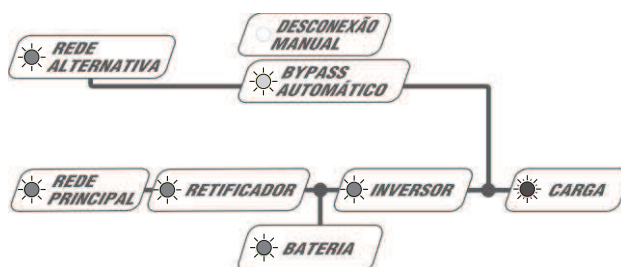 DESCONEXÃO
MANUAL
REDE
ALTERNATIVA
BYPASS
AUTOMÁTICO
REDE
PRINCIPAL
RETIFICADOR
INVERSOR
CARGA
BATERIA